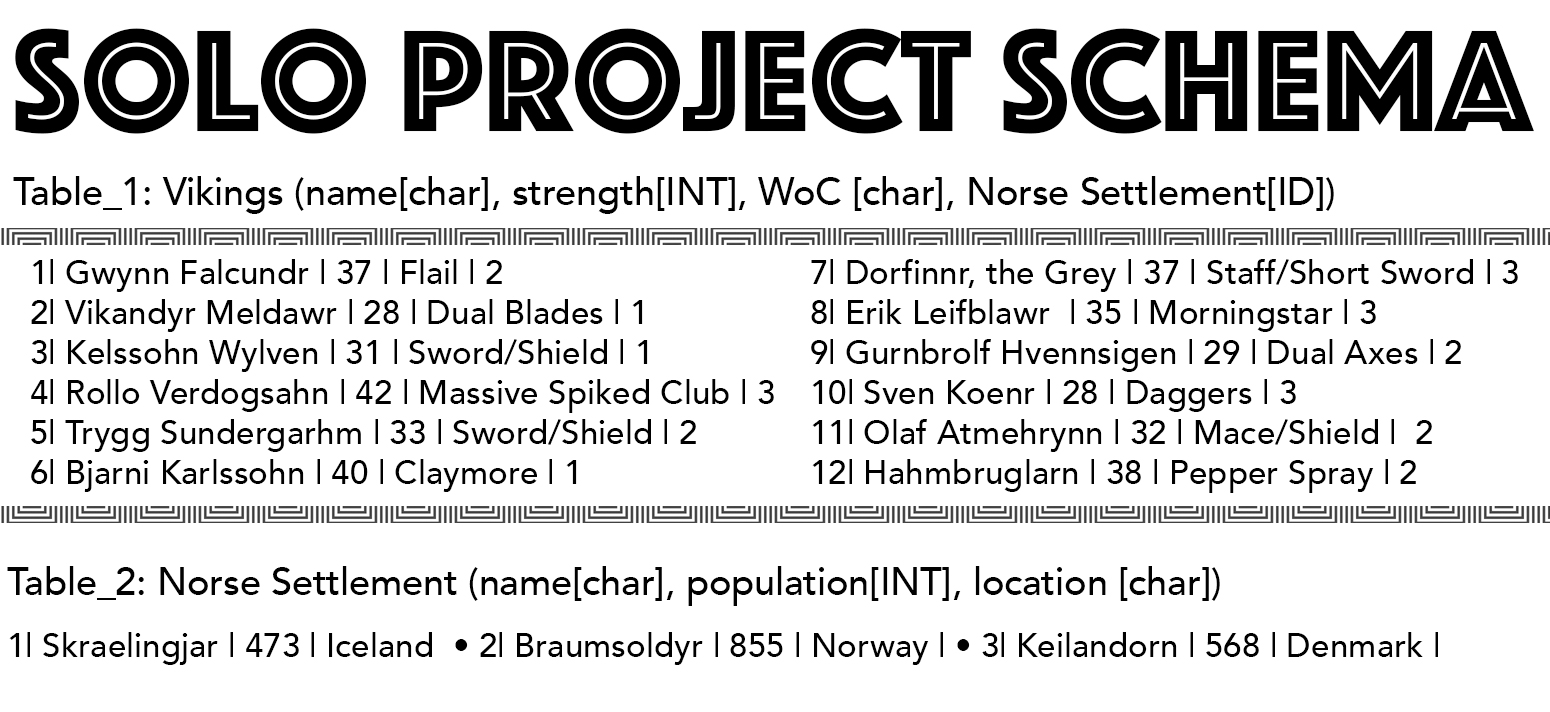 SOLO PROJECT SCHEMA
Table_1: Vikings (name[char], strength[INT], WoC [char], Norse Settlement[ID])
1| Gwynn Falcundr | 37 | Flail | 2
2| Vikandyr Meldawr | 28 | Dual Blades | 1
3| Kelssohn Wylven | 31 | Sword/Shield | 1
4| Rollo Verdogsahn | 42 | Massive Spiked Club | 3
5| Trygg Sundergarhm | 33 | Sword/Shield | 2
6| Bjarni Karlssohn | 40 | Claymore | 1
7| Dorfinnr, the Grey | 37 | Staff/Short Sword | 3
8| Erik Leifblawr | 35 | Morningstar | 3
9| Gurnbrolf Hvennsigen | 29 | Dual Axes | 2
10| Sven Koenr | 28 | Daggers | 3
11| Olaf Atmehrynn | 32 | Mace/Shield | 2
12| Hahmbruglarn | 38 | Pepper Spray | 2
Table_2: Norse Settlement (name[char], population[INT], location [char])
1| Skraelingjar | 473 | Iceland • 2| Braumsoldyr | 855 | Norway | • 3| Keilandorn | 568 | Denmark |